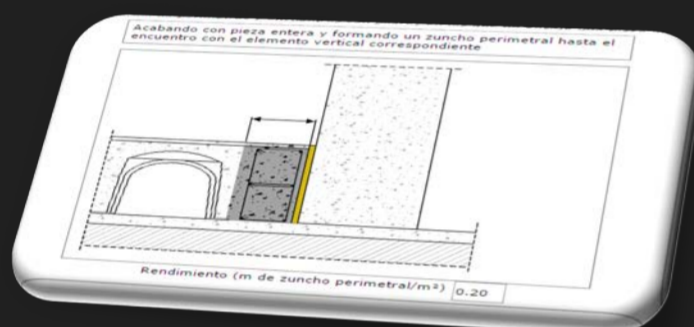 Acabando con pieza entera y formando un zuncho perimetral hasta el
encuentro con el elemento vertical correspondiente
Rendimiento (m de zuncho perimetral/m²) 0.20